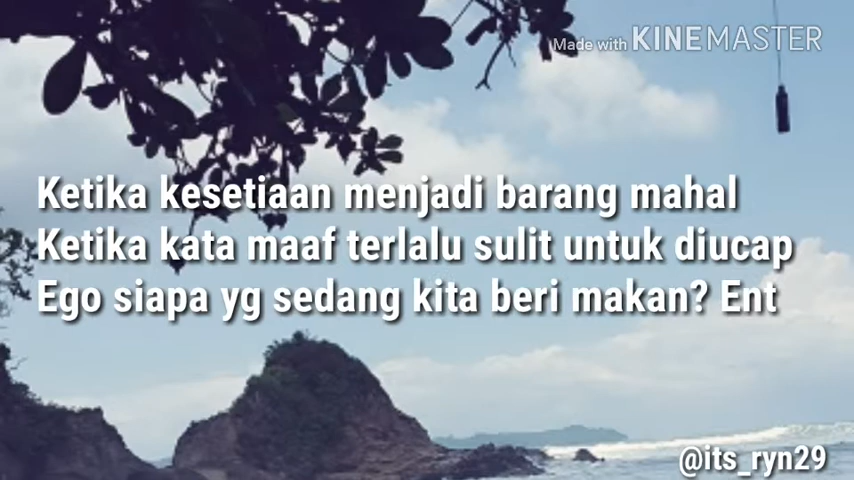 Made with KINEMASTER
Ketika kesetiaan menjadi barang mahal
Ketika kata maaf terlalu sulit untuk diucap
Ego siapa yg sedang kita beri makan? Ent
@its_ryn29